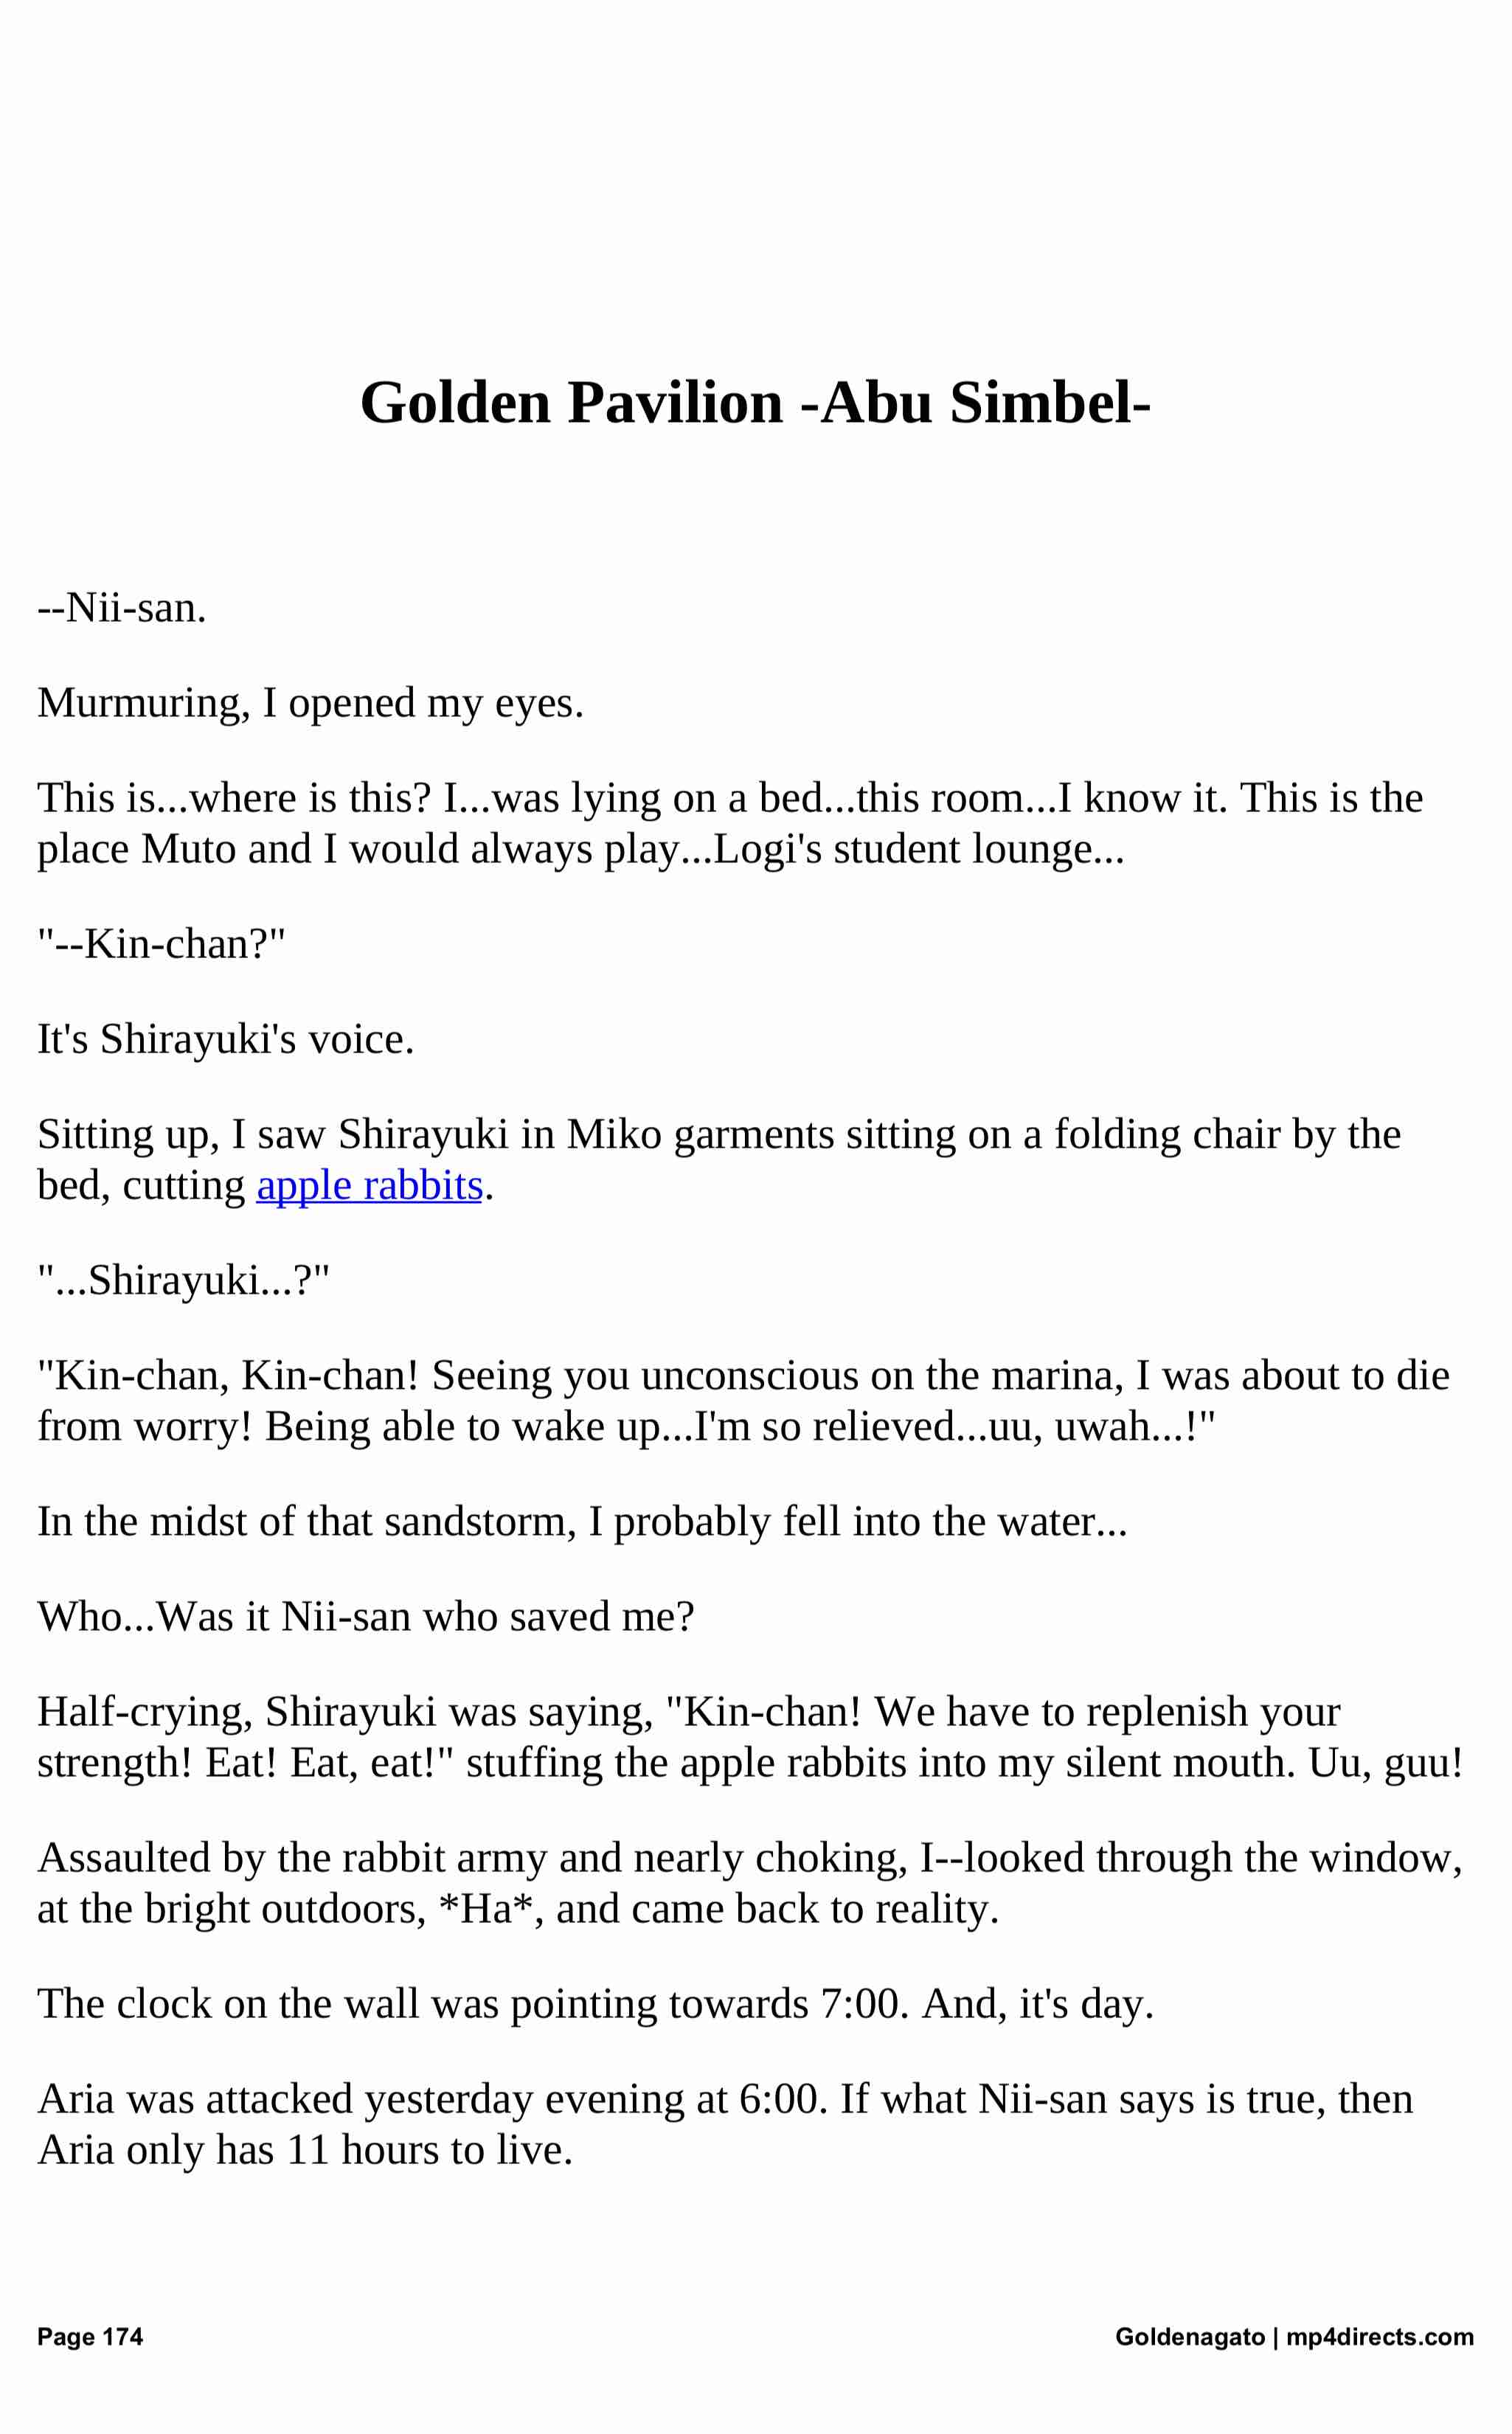 Golden Pavilion -Abu Simbel-
--Nii-san.
Murmuring, I opened my eyes.
This is...where is this? I...was lying on a bed...this room...I know it. This is the
place Muto and I would always play...Logi's student lounge...
"--Kin-chan?"
It's Shirayuki's voice.
Sitting up, I saw Shirayuki in Miko garments sitting on a folding chair by the
bed, cutting apple rabbits.
"...Shirayuki...?"
"Kin-chan, Kin-chan! Seeing you unconscious on the marina, I was about to die
from worry! Being able to wake up...I'm so relieved...uu, uwah...!"
In the midst of that sandstorm, I probably fell into the water...
Who...Was it Nii-san who saved me?
Half-crying, Shirayuki was saying, "Kin-chan! We have to replenish your
strength! Eat! Eat, eat!" stuffing the apple rabbits into my silent mouth. Uu, guu!
Assaulted by the rabbit army and nearly choking, I--looked through the window,
at the bright outdoors, *Ha*, and came back to reality.
The clock on the wall was pointing towards 7:00. And, it's day.
Aria was attacked yesterday evening at 6:00. If what Nii-san says is true, then
Aria only has 11 hours to live.
Page 174
Goldenagato | mp4directs.com